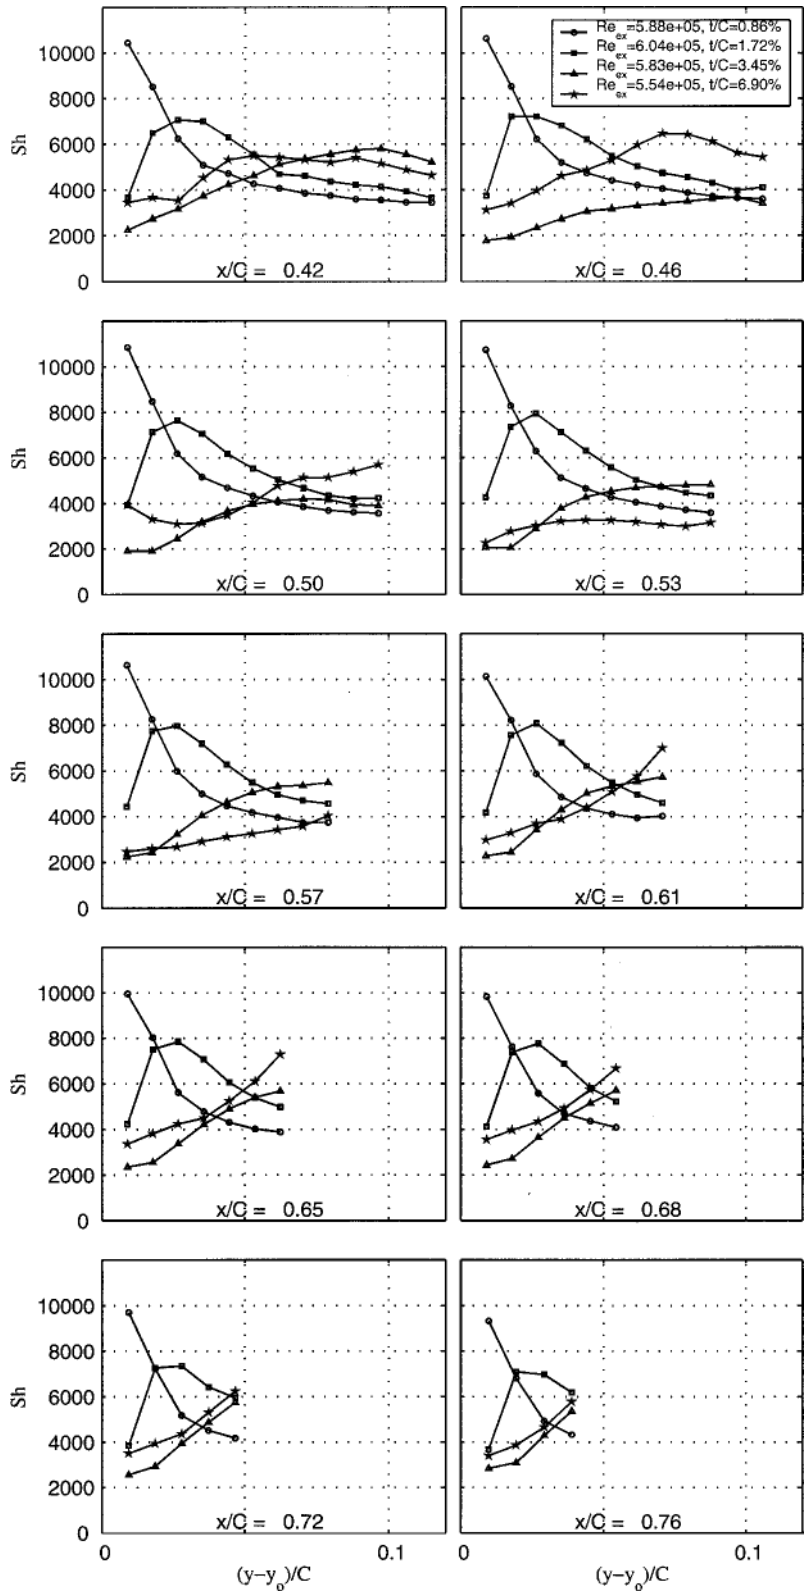 Re_ex=5.88e+05, t/C=0.86%
Re_ex=6.04e+05, t/C=1.72%
Re_ex=5.83e+05, t/C=3.45%
Re_ex=5.54e+05, t/C=6.90%
10000
8000
6000
4000
2000
0
Sh
x/C = 0.42
x/C = 0.46
10000
8000
6000
4000
2000
0
Sh
x/C = 0.50
x/C = 0.53
10000
8000
6000
4000
2000
0
Sh
x/C = 0.57
x/C = 0.61
10000
8000
6000
4000
2000
0
Sh
x/C = 0.65
x/C = 0.68
10000
8000
6000
4000
2000
0
Sh
x/C = 0.72
x/C = 0.76
0 0.1 0 0.1
(y−y_o)/C (y−y_o)/C